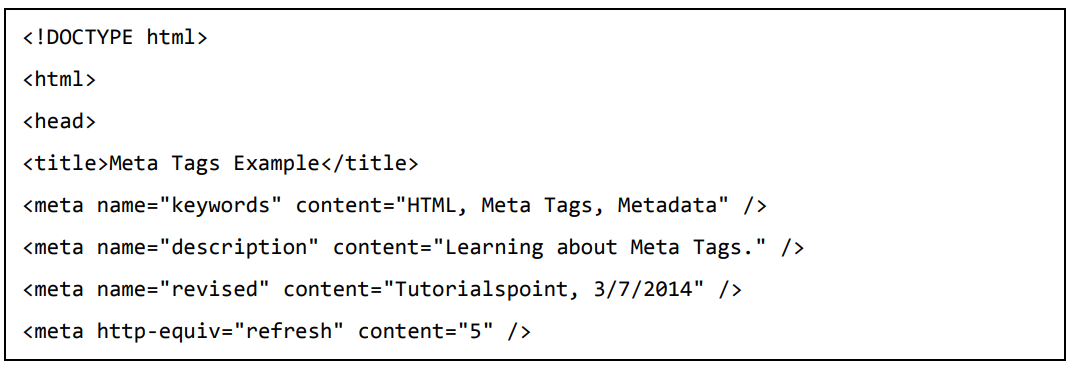 <!DOCTYPE html>
<html>
<head>
<title>Meta Tags Example</title>
<meta name="keywords" content="HTML, Meta Tags, Metadata" />
<meta name="description" content="Learning about Meta Tags." />
<meta name="revised" content="Tutorialspoint, 3/7/2014" />
<meta http-equiv="refresh" content="5" />